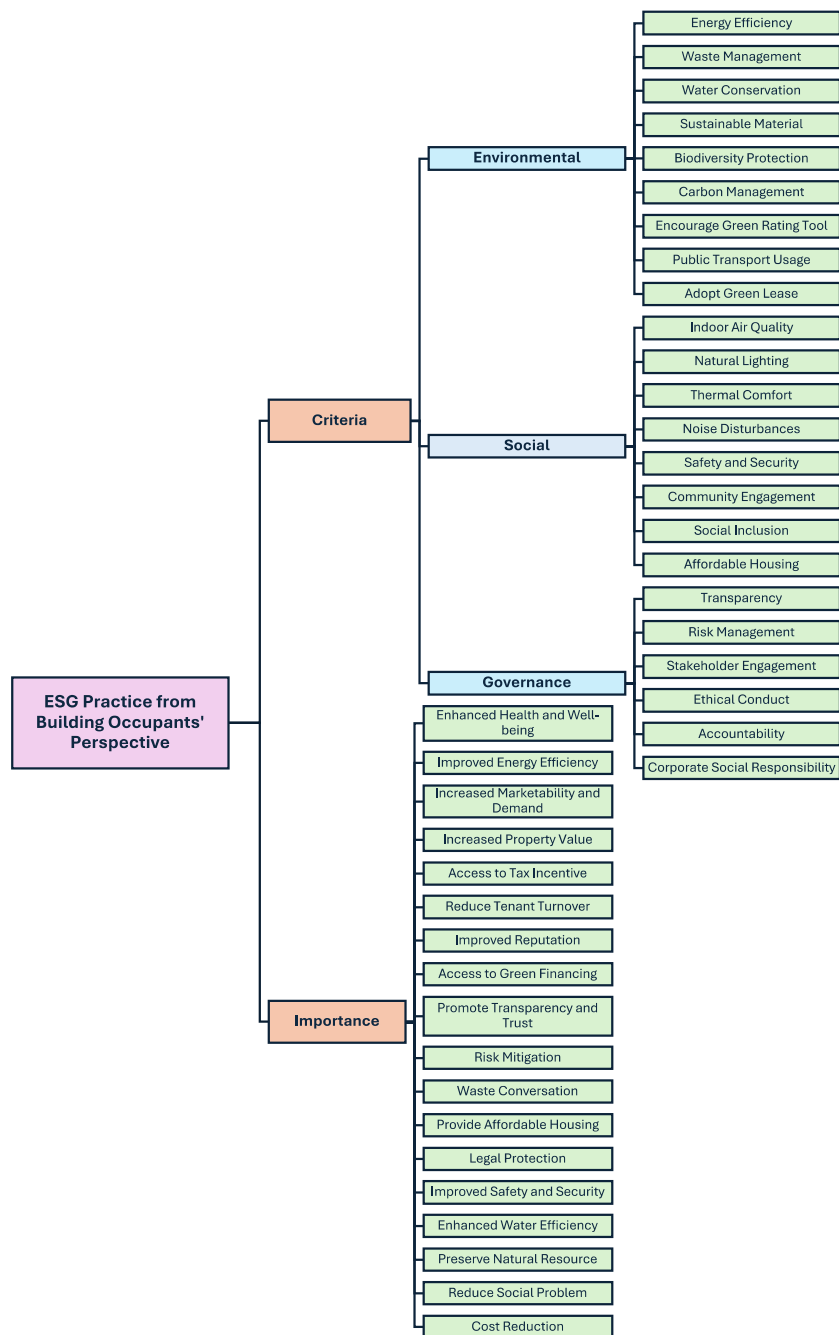 Energy Efficiency
Waste Management
Water Conservation
Sustainable Material
Environmental
Biodiversity Protection
Carbon Management
Encourage Green Rating Tool
Public Transport Usage
Adopt Green Lease
Indoor Air Quality
Natural Lighting
Thermal Comfort
Criteria
Noise Disturbances
Social
Safety and Security
Community Engagement
Social Inclusion
Affordable Housing
Transparency
Risk Management
Stakeholder Engagement
Governance
Ethical Conduct
Accountability
Corporate Social Responsibility
ESG Practice from
Building Occupants'
Perspective
Enhanced Health and Well-
being
Improved Energy Efficiency
Increased Marketability and
Demand
Increased Property Value
Access to Tax Incentive
Reduce Tenant Turnover
Improved Reputation
Access to Green Financing
Importance
Promote Transparency and
Trust
Risk Mitigation
Waste Conversation
Provide Affordable Housing
Legal Protection
Improved Safety and Security
Enhanced Water Efficiency
Preserve Natural Resource
Reduce Social Problem
Cost Reduction